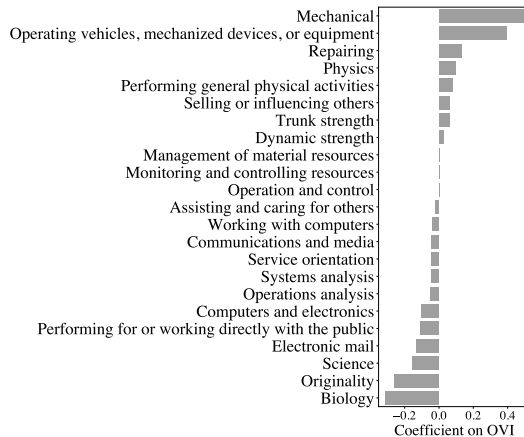 Mechanical
Operating vehicles, mechanized devices, or equipment
Repairing
Physics
Performing general physical activities
Selling or influencing others
Trunk strength
Dynamic strength
Management of material resources
Monitoring and controlling resources
Operation and control
Assisting and caring for others
Working with computers
Communications and media
Service orientation
Systems analysis
Operations analysis
Computers and electronics
Performing for or working directly with the public
Electronic mail
Science
Originality
Biology
−0.2 0.0 0.2 0.4
Coefficient on OVI